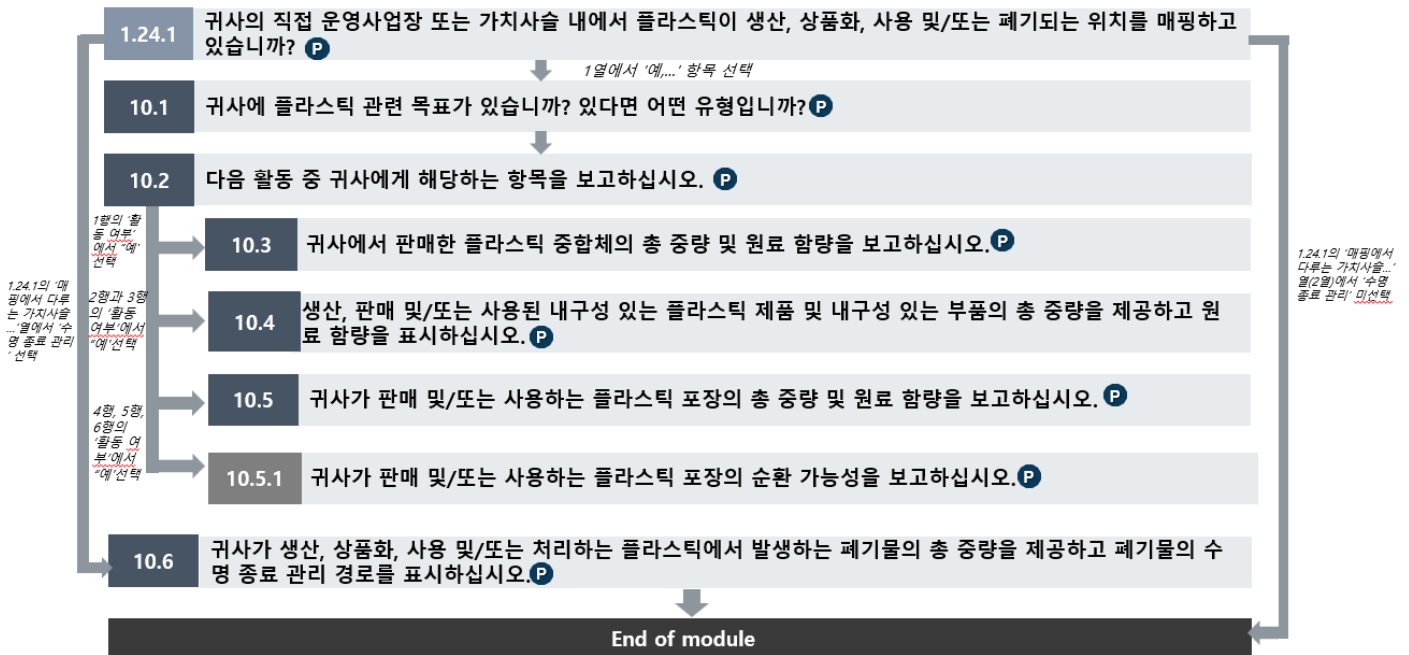 1.24.1
귀사의 직접 운영사업장 또는 가치사슬 내에서 플라스틱이 생산, 상품화, 사용 및/또는 폐기되는 위치를 매핑하고
있습니까? P
1열에서 '예,...' 항목 선택
10.1
귀사에 플라스틱 관련 목표가 있습니까? 있다면 어떤 유형입니까? P
10.2
다음 활동 중 귀사에게 해당하는 항목을 보고하십시오. P
1행의 '활
동 여부'
에서 "예'
선택
10.3
귀사에서 판매한 플라스틱 중합체의 총 중량 및 원료 함량을 보고하십시오. P
1.24.1의 '매핑에서
다루는 가치사슬...'
열(2열)에서 '수명
종료 관리' 미선택
1.24.1의 '매
핑에서 다루
는 가치사슬
...'열에서 '수
명 종료 관리
' 선택
2행과 3행
의 '활동
여부'에서
"예'선택
10.4
생산, 판매 및/또는 사용된 내구성 있는 플라스틱 제품 및 내구성 있는 부품의 총 중량을 제공하고 원
료 함량을 표시하십시오. P
10.5
귀사가 판매 및/또는 사용하는 플라스틱 포장의 총 중량 및 원료 함량을 보고하십시오. P
4행, 5행,
6행의
'활동 여
부'에서
"예'선택
10.5.1
귀사가 판매 및/또는 사용하는 플라스틱 포장의 순환 가능성을 보고하십시오. P
10.6
귀사가 생산, 상품화, 사용 및/또는 처리하는 플라스틱에서 발생하는 폐기물의 총 중량을 제공하고 폐기물의 수
명 종료 관리 경로를 표시하십시오. P
End of module